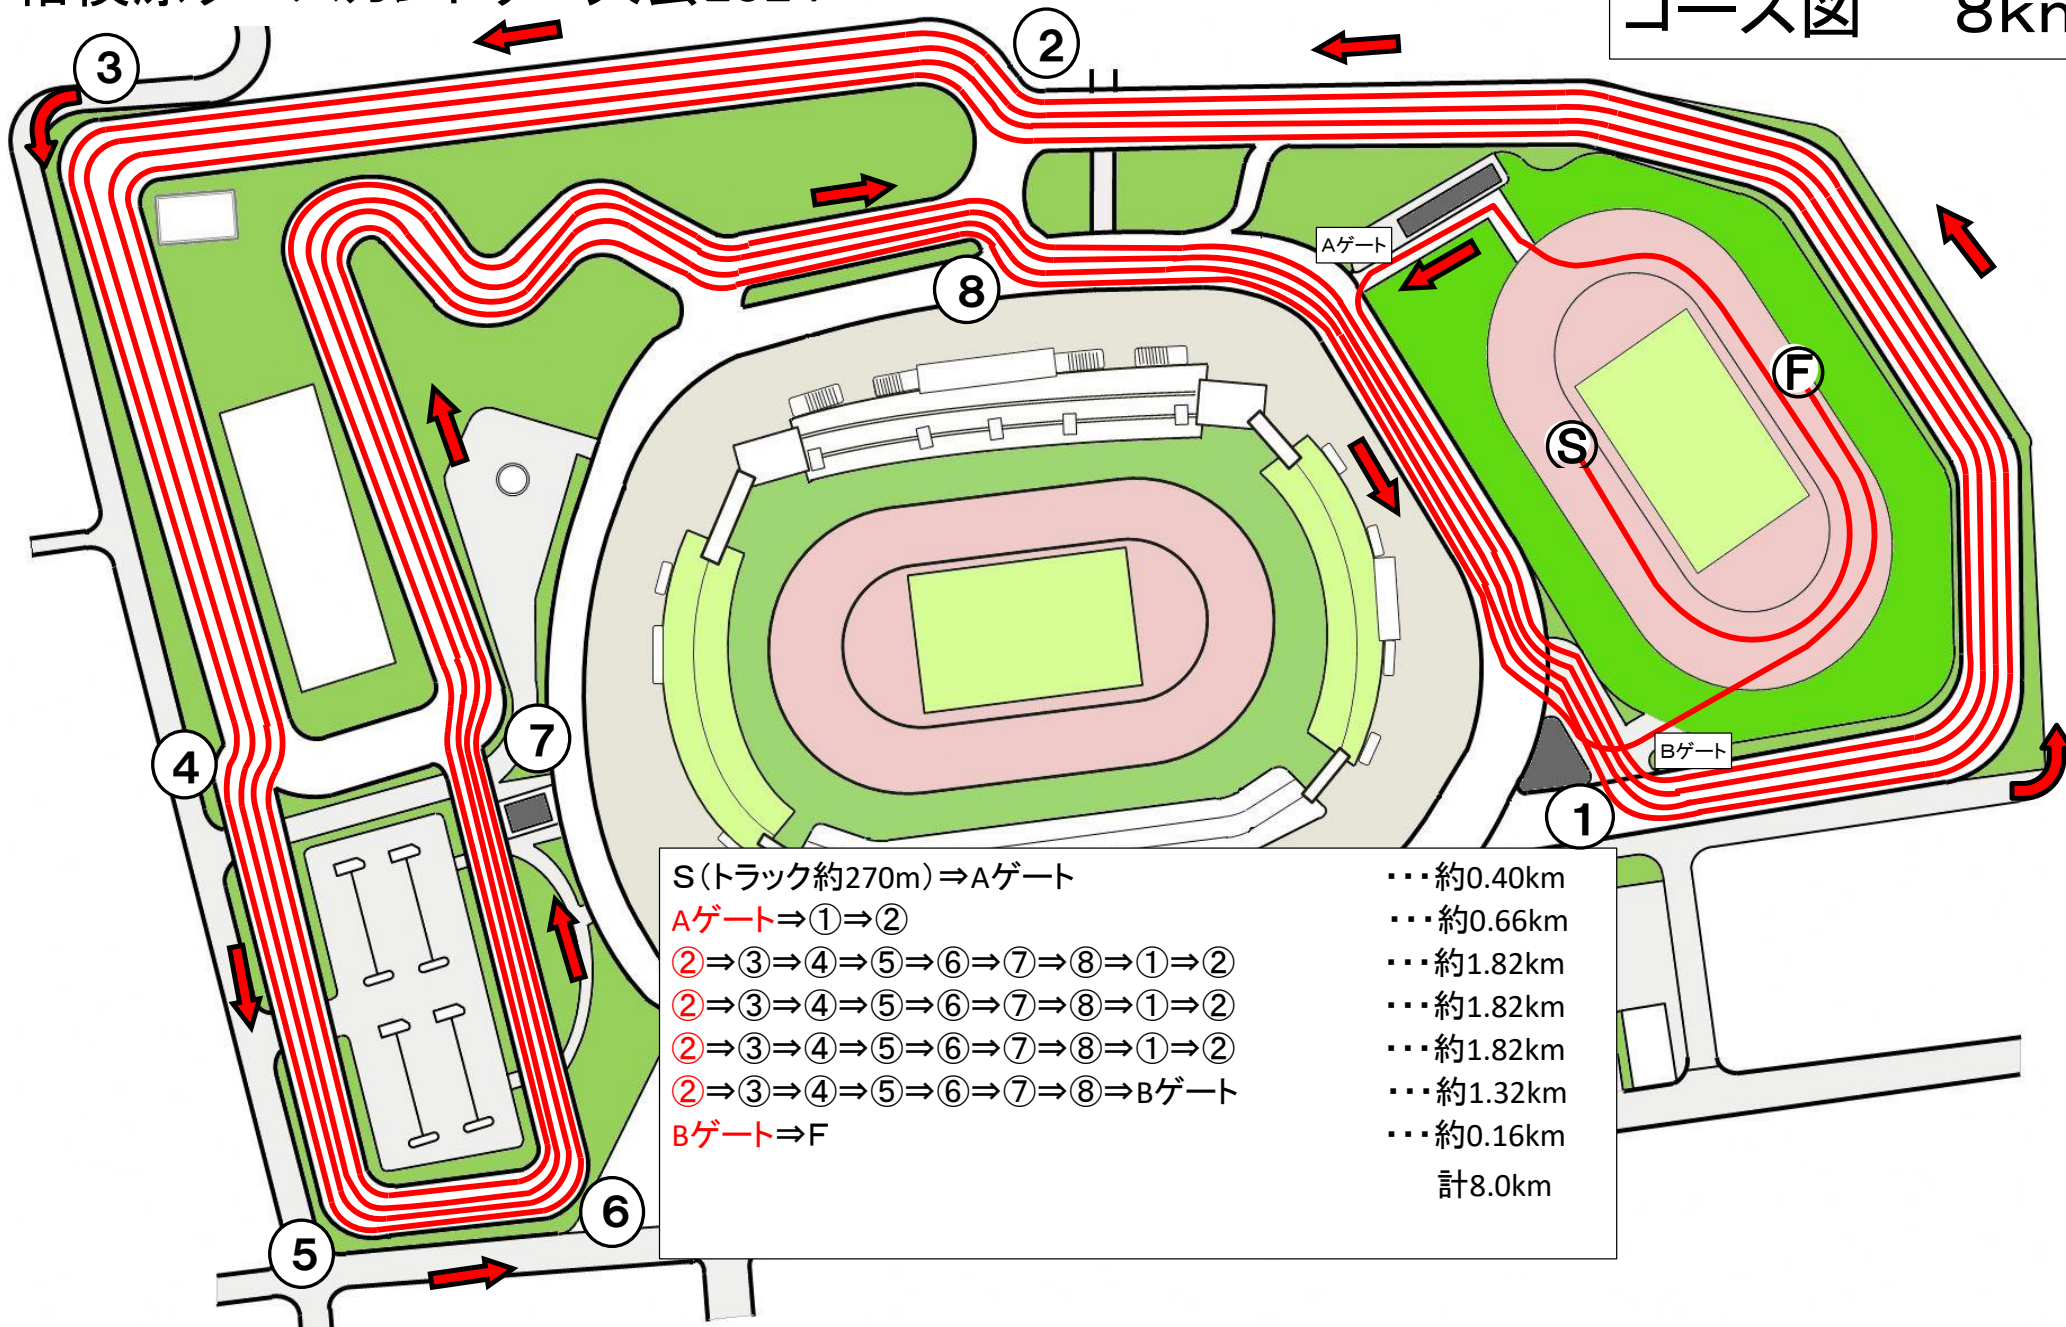 コース図 8km
②
③
Aゲート
⑧
F
S
⑦
④
Bゲート
①
S(トラック約270m)⇒Aゲート ･･･約0.40km
Aゲート⇒①⇒② ･･･約0.66km
②⇒③⇒④⇒⑤⇒⑥⇒⑦⇒⑧⇒①⇒② ･･･約1.82km
②⇒③⇒④⇒⑤⇒⑥⇒⑦⇒⑧⇒①⇒② ･･･約1.82km
②⇒③⇒④⇒⑤⇒⑥⇒⑦⇒⑧⇒①⇒② ･･･約1.82km
②⇒③⇒④⇒⑤⇒⑥⇒⑦⇒⑧⇒Bゲート ･･･約1.32km
Bゲート⇒F ･･･約0.16km
計8.0km
⑥
⑤